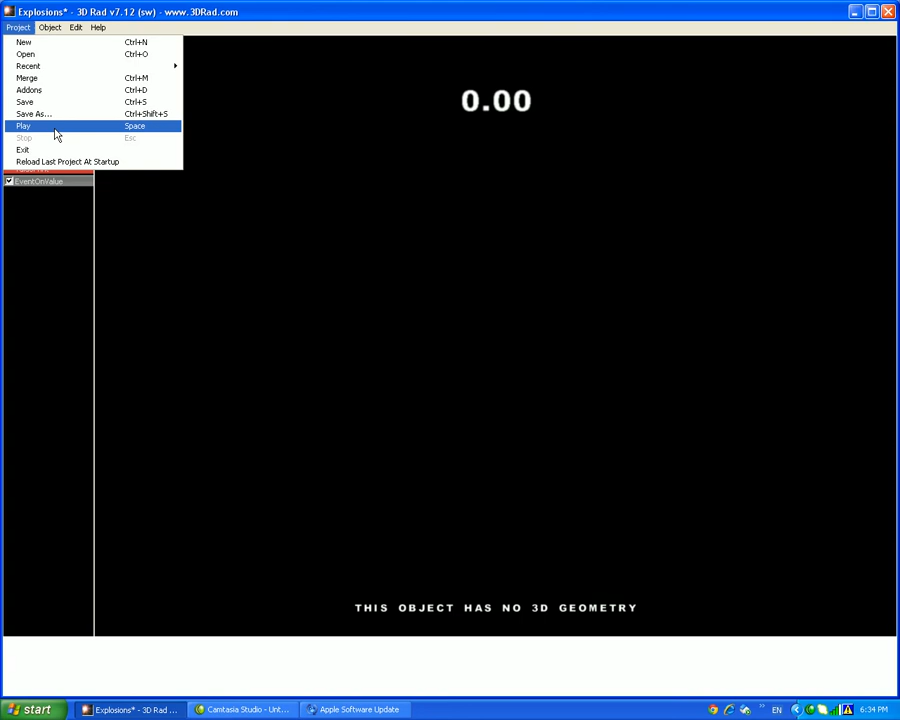 Explosions* - 3D Rad v7.12 (sw) - www.3DRad.com
Project Object Edit Help
New Ctrl+N
Open Ctrl+O
Recent
Merge Ctrl+M
Addons Ctrl+D
Save Ctrl+S
Save As... Ctrl+Shift+S
Play Space
Stop Esc
Exit
Reload Last Project At Startup
EventOnValue
0.00
THIS OBJECT HAS NO 3D GEOMETRY
start Explosions* - 3D Rad ... Camtasia Studio - Unt... Apple Software Update EN 6:34 PM